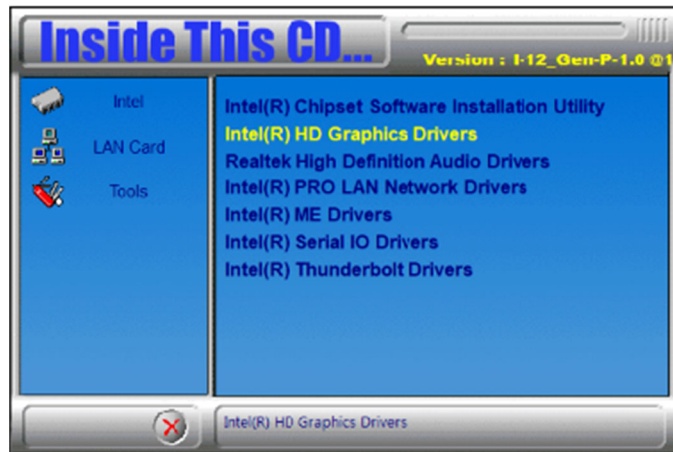 Inside This CD...
Version : I-12_Gen-P-1.0 @1
Intel
LAN Card
Tools
Intel(R) Chipset Software Installation Utility
Intel(R) HD Graphics Drivers
Realtek High Definition Audio Drivers
Intel(R) PRO LAN Network Drivers
Intel(R) ME Drivers
Intel(R) Serial IO Drivers
Intel(R) Thunderbolt Drivers
Intel(R) HD Graphics Drivers